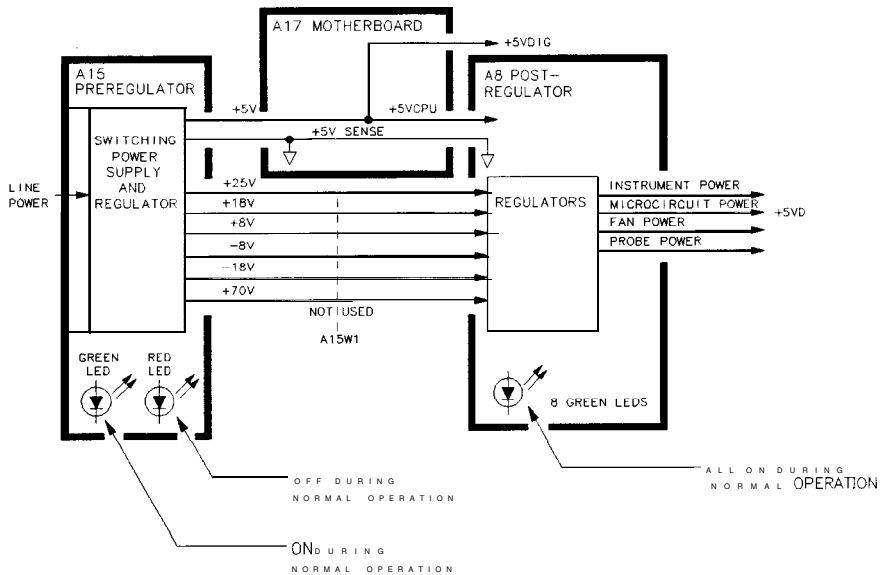 A17 MOTHERBOARD
+5VDIG
A15
PREREGULATOR
A8 POST-
REGULATOR
+5V
+5VCPU
+5V SENSE
SWITCHING
POWER
SUPPLY
AND
REGULATOR
LINE
POWER
+25V
+18V
+8V
-8V
-18V
+70V
NOT USED
A15W1
REGULATORS
INSTRUMENT POWER
MICROCIRCUIT POWER
+5VD
FAN POWER
PROBE POWER
GREEN
LED
RED
LED
8 GREEN LEDS
OFF DURING
NORMAL OPERATION
ALL ON DURING
NORMAL OPERATION
ON DURING
NORMAL OPERATION